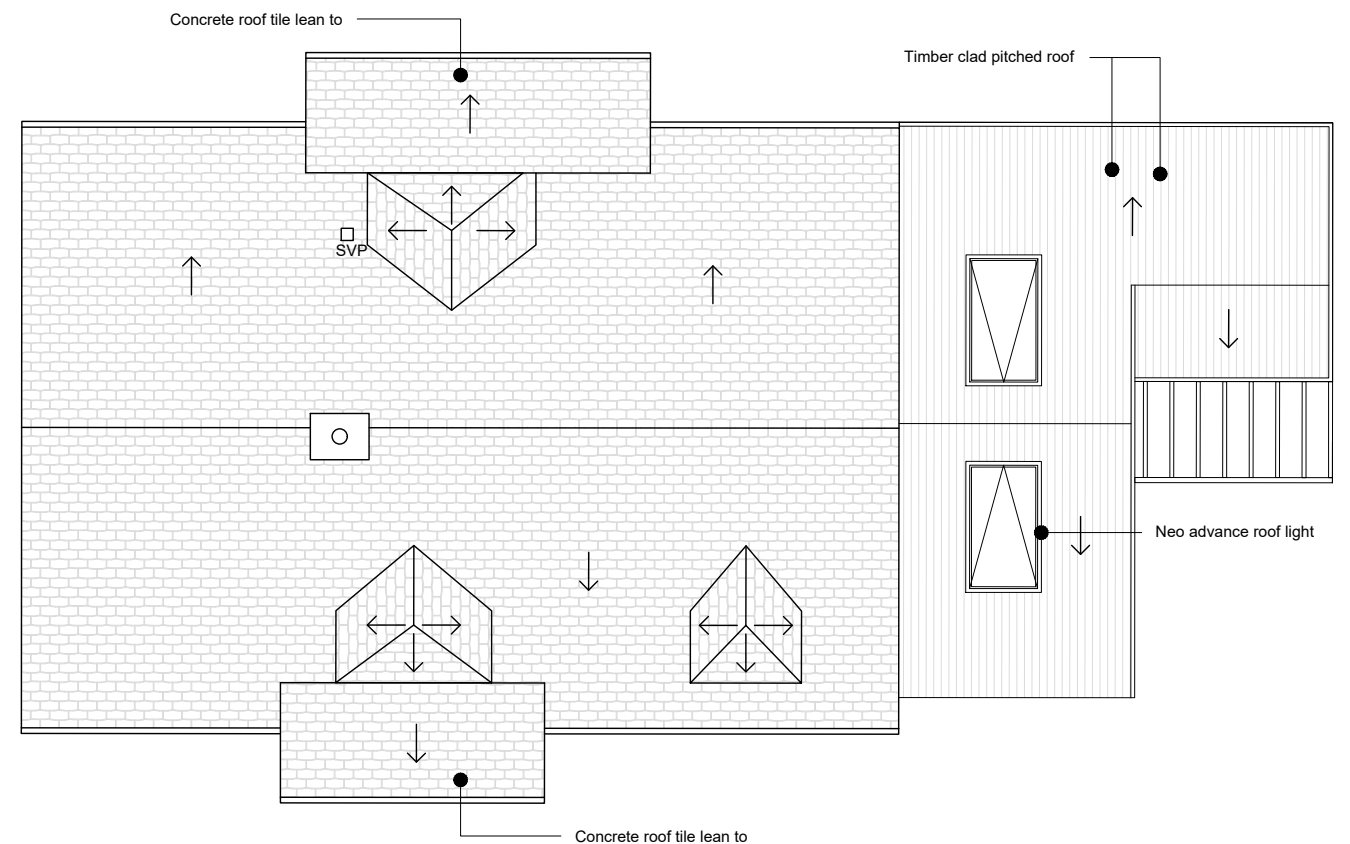 Concrete roof tile lean to
Timber clad pitched roof
SVP
Neo advance roof light
Concrete roof tile lean to